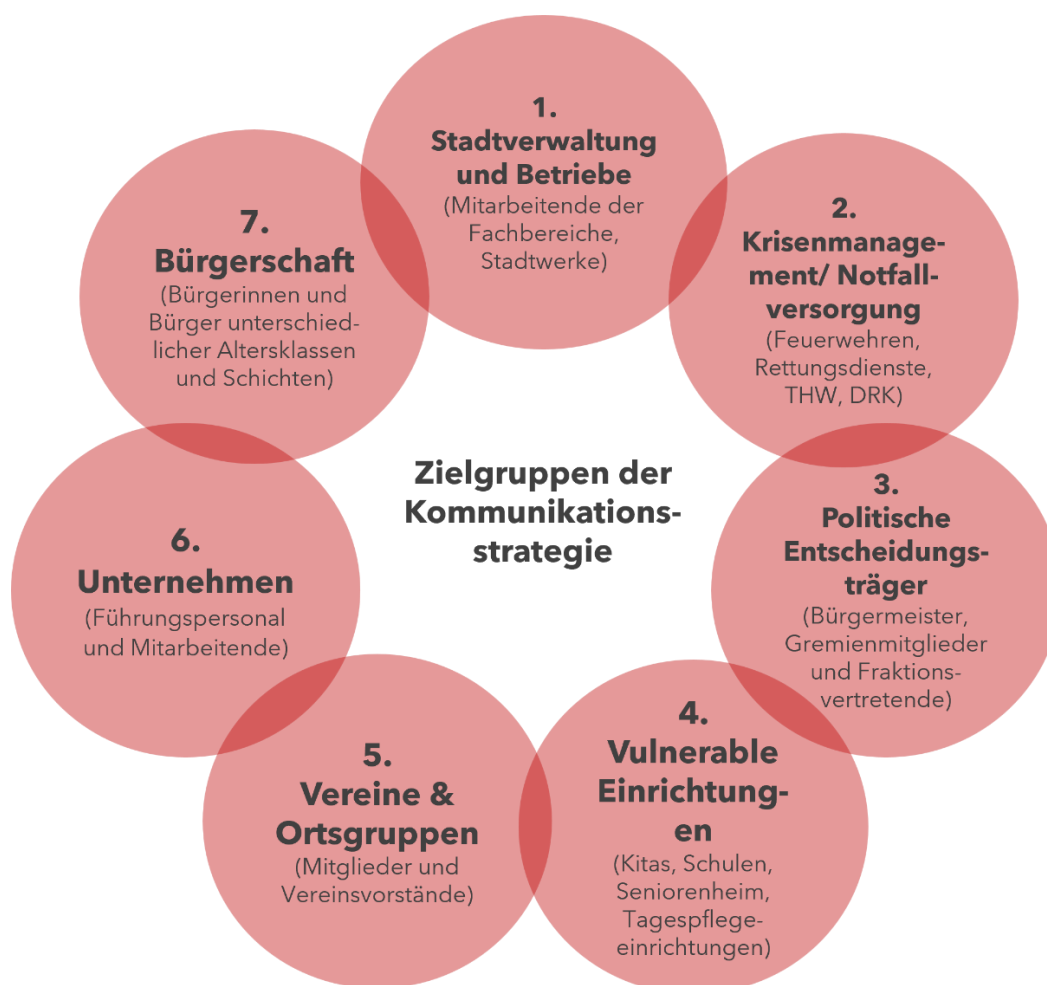 1.
Stadtverwaltung
und Betriebe
(Mitarbeitende der
Fachbereiche,
Stadtwerke)
2.
Krisenmanage-
ment/ Notfall-
versorgung
(Feuerwehren,
Rettungsdienste,
THW, DRK)
3.
Politische
Entscheidungs-
träger
(Bürgermeister,
Gremienmitglieder
und Fraktions-
vertretende)
4.
Vulnerable
Einrichtung-
en
(Kitas, Schulen,
Seniorenheim,
Tagespflege-
einrichtungen)
5.
Vereine &
Ortsgruppen
(Mitglieder und
Vereinsvorstände)
6.
Unternehmen
(Führungspersonal
und Mitarbeitende)
7.
Bürgerschaft
(Bürgerinnen und
Bürger unterschied-
licher Altersklassen
und Schichten)
Zielgruppen der
Kommunikations-
strategie